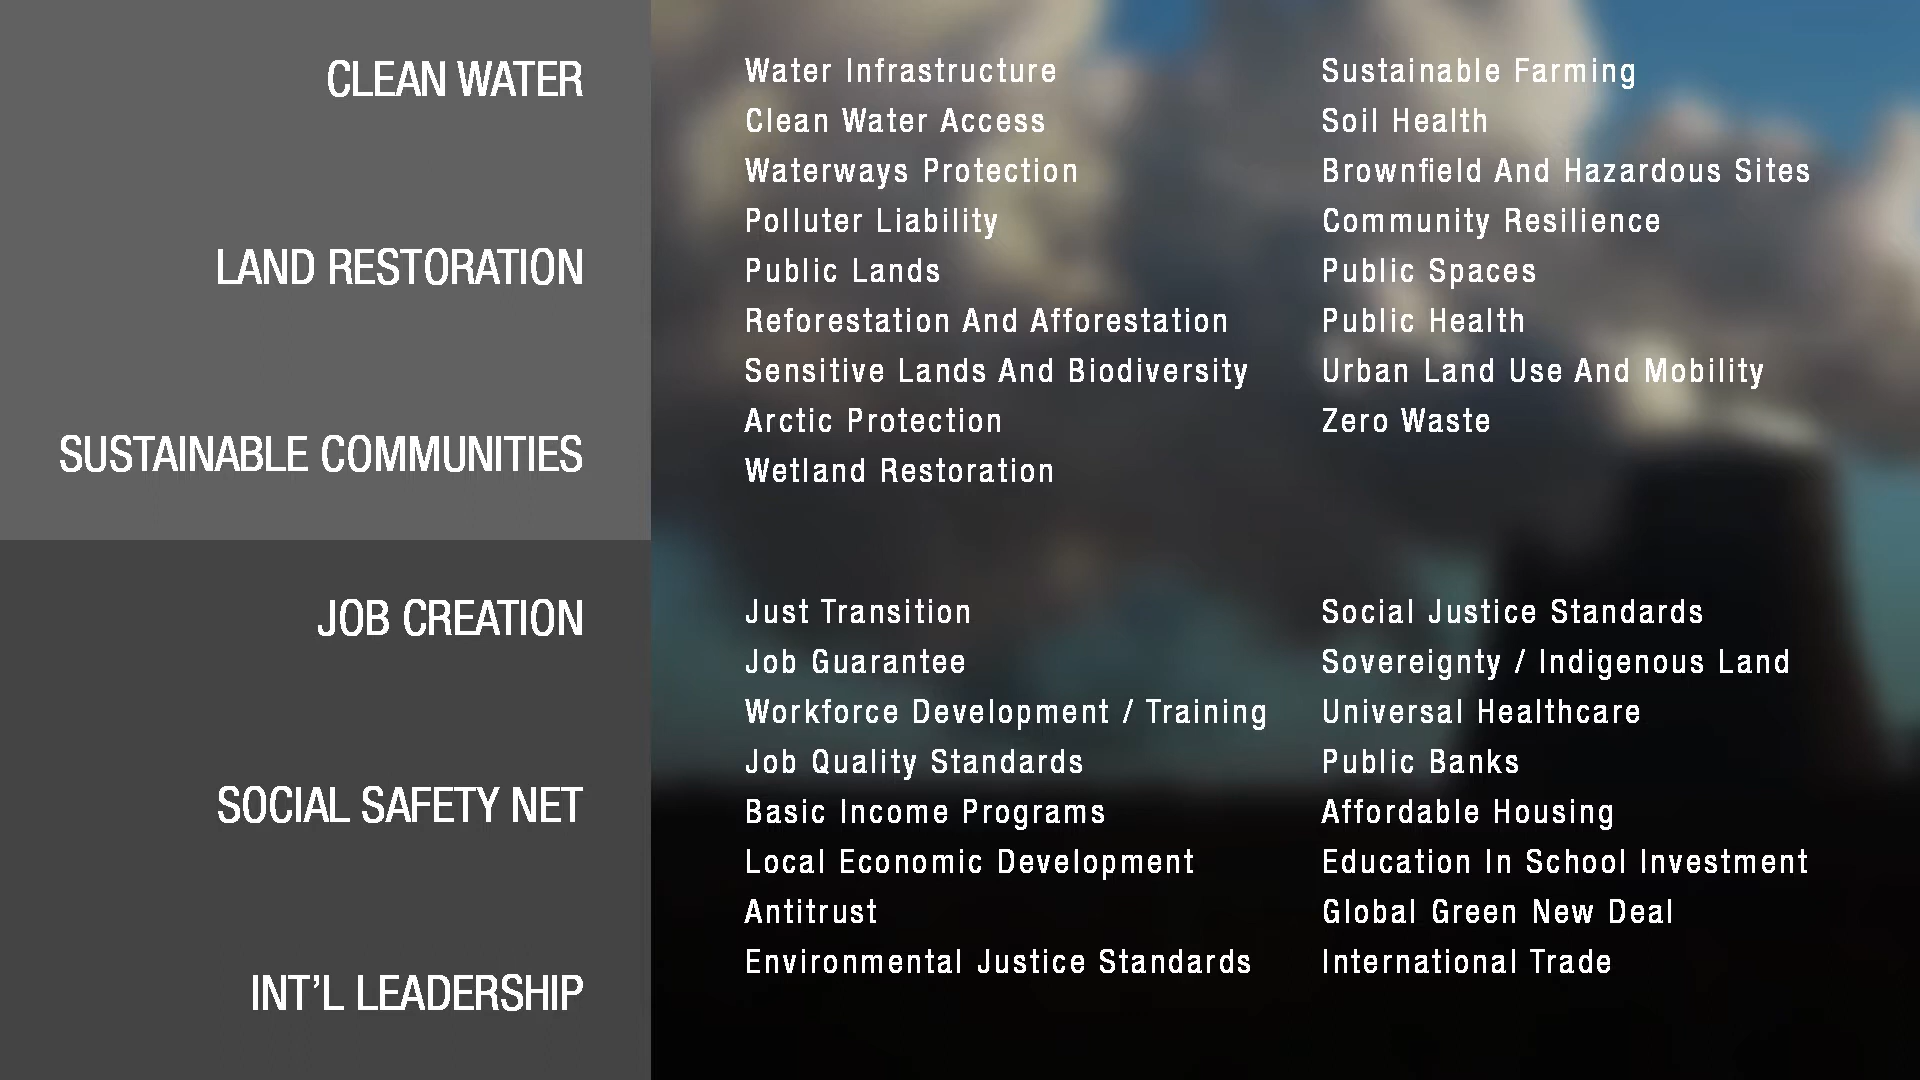 CLEAN WATER
LAND RESTORATION
SUSTAINABLE COMMUNITIES
Water Infrastructure
Clean Water Access
Waterways Protection
Polluter Liability
Public Lands
Reforestation And Afforestation
Sensitive Lands And Biodiversity
Arctic Protection
Wetland Restoration
Sustainable Farming
Soil Health
Brownfield And Hazardous Sites
Community Resilience
Public Spaces
Public Health
Urban Land Use And Mobility
Zero Waste
JOB CREATION
SOCIAL SAFETY NET
INT'L LEADERSHIP
Just Transition
Job Guarantee
Workforce Development / Training
Job Quality Standards
Basic Income Programs
Local Economic Development
Antitrust
Environmental Justice Standards
Social Justice Standards
Sovereignty / Indigenous Land
Universal Healthcare
Public Banks
Affordable Housing
Education In School Investment
Global Green New Deal
International Trade